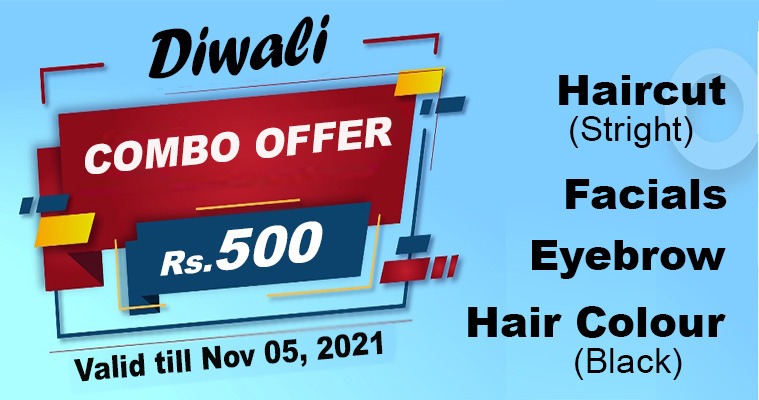 Diwali
COMBO OFFER
Rs.500
Valid till Nov 05, 2021
Haircut
(Stright)
Facials
Eyebrow
Hair Colour
(Black)